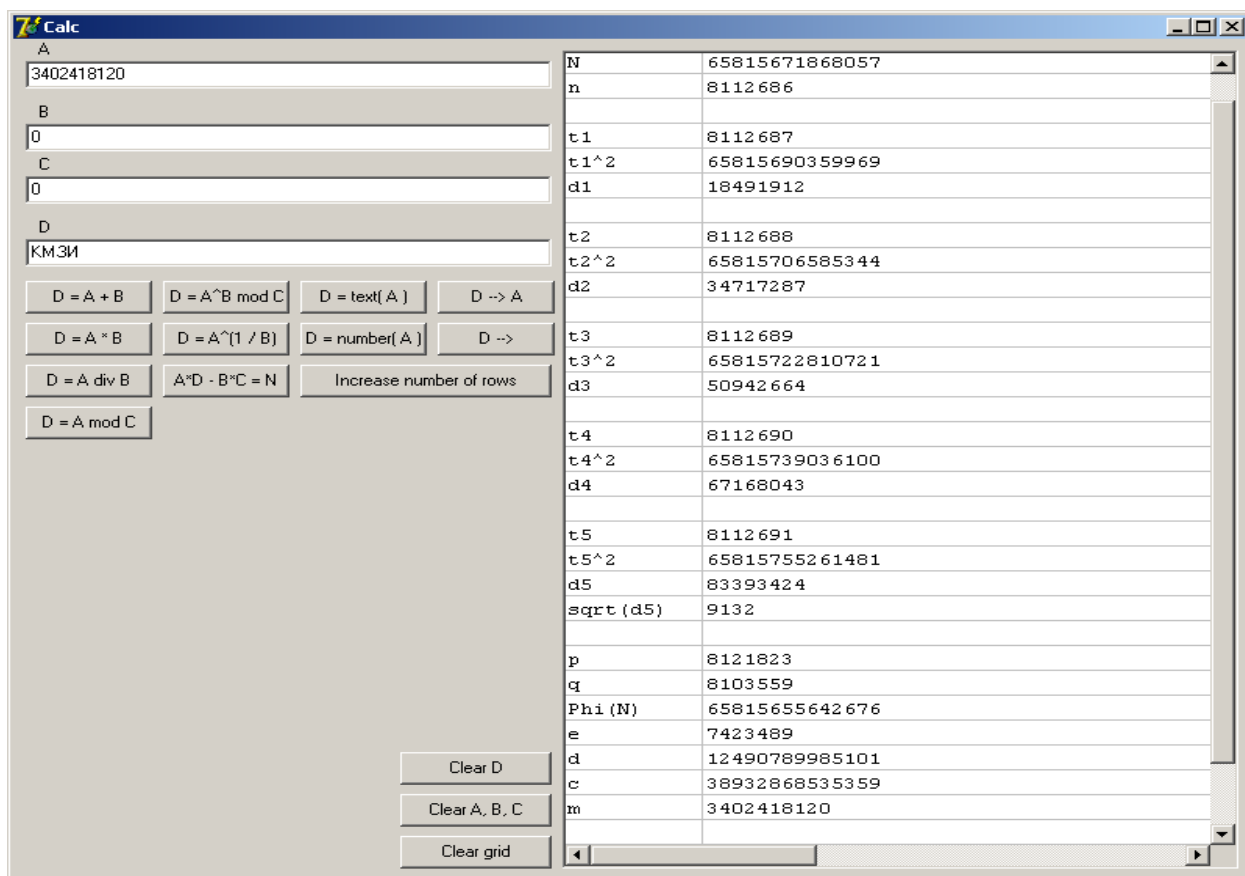 Calc
A
3402418120
B
0
C
0
D
КМЗИ
D = A + B
D = A^B mod C
D = text( A )
D --> A
D = A * B
D = A^(1 / B)
D = number( A )
D -->
D = A div B
A*D - B*C = N
Increase number of rows
D = A mod C
Clear D
Clear A, B, C
Clear grid
N 65815671868057
n 8112686
t1 8112687
t1^2 65815690359969
d1 18491912
t2 8112688
t2^2 65815706585344
d2 34717287
t3 8112689
t3^2 65815722810721
d3 50942664
t4 8112690
t4^2 65815739036100
d4 67168043
t5 8112691
t5^2 65815755261481
d5 83393424
sqrt(d5) 9132
p 8121823
q 8103559
Phi(N) 65815655642676
e 7423489
d 12490789985101
c 38932868535359
m 3402418120